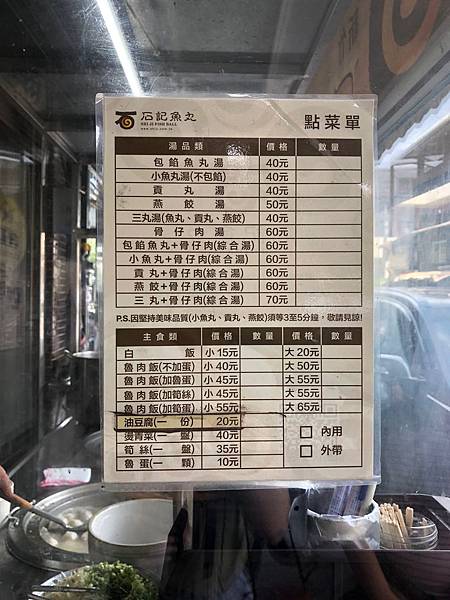 石記魚丸
SHI JI FISH BALL
點菜單
湯品類 價格 數量
包餡魚丸湯 40元
小魚丸湯(不包餡) 40元
貢丸湯 40元
燕餃湯 50元
三丸湯(魚丸、貢丸、燕餃) 40元
骨仔肉湯 60元
包餡魚丸+骨仔肉(綜合湯) 60元
小魚丸+骨仔肉(綜合湯) 60元
貢丸+骨仔肉(綜合湯) 60元
燕餃+骨仔肉(綜合湯) 60元
三丸+骨仔肉(綜合湯) 70元
P.S.因堅持美味品質(小魚丸、貢丸、燕餃)須等3至5分鐘，敬請見諒!
主食類 價格 數量 價格 數量
白飯 小15元 大20元
魯肉飯(不加蛋) 小40元 大50元
魯肉飯(加魯蛋) 小45元 大55元
魯肉飯(加筍絲) 小45元 大55元
魯肉飯(加筍蛋) 小55元 大65元
油豆腐(一份) 20元
燙青菜(一盤) 40元 內用
筍絲(一盤) 35元 外帶
魯蛋(一顆) 10元